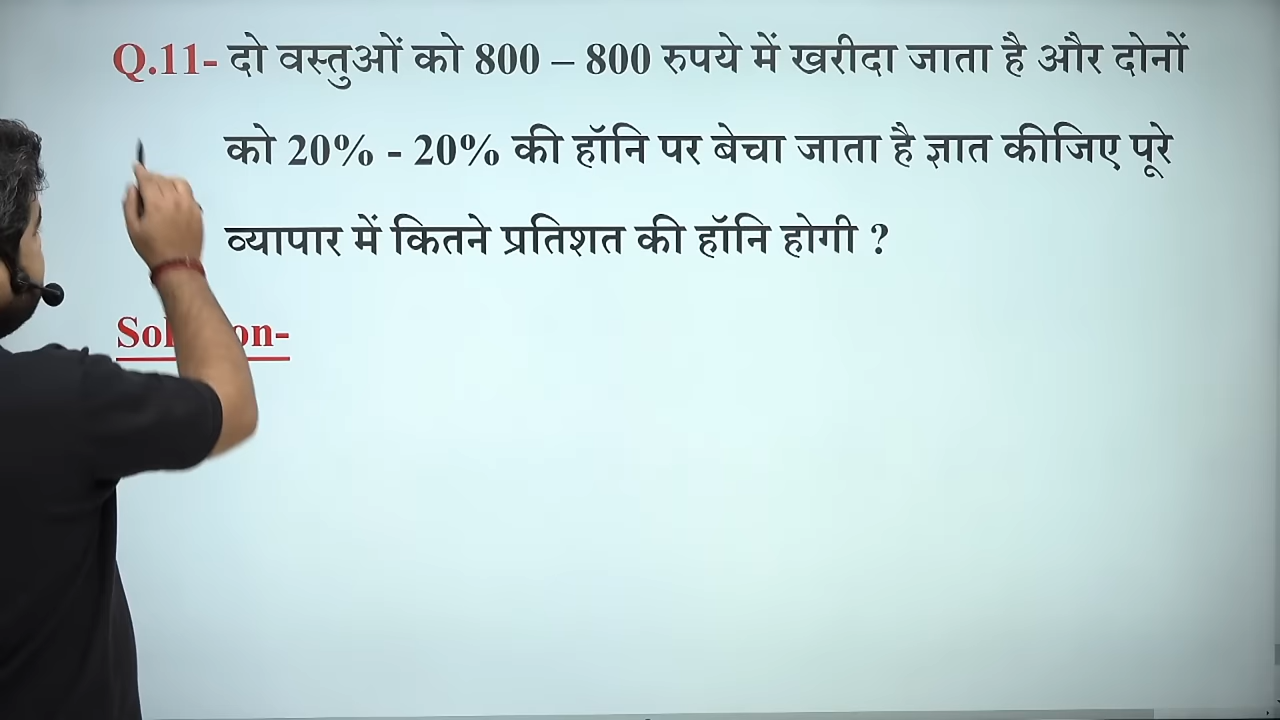 Q.11- दो वस्तुओं को 800 – 800 रुपये में खरीदा जाता है और दोनों
को 20% - 20% की हॉनि पर बेचा जाता है ज्ञात कीजिए पूरे
व्यापार में कितने प्रतिशत की हॉनि होगी ?